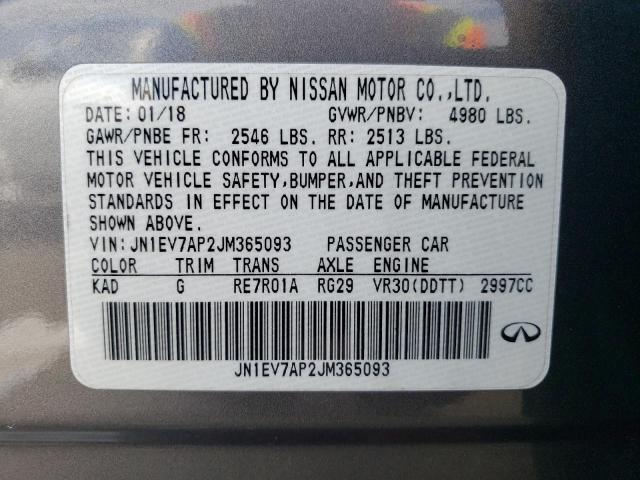 MANUFACTURED BY NISSAN MOTOR CO.,LTD.
DATE: 01/18 GVWR/PNBV: 4980 LBS.
GAWR/PNBE FR: 2546 LBS. RR: 2513 LBS.
THIS VEHICLE CONFORMS TO ALL APPLICABLE FEDERAL
MOTOR VEHICLE SAFETY,BUMPER,AND THEFT PREVENTION
STANDARDS IN EFFECT ON THE DATE OF MANUFACTURE
SHOWN ABOVE.
VIN:JN1EV7AP2JM365093 PASSENGER CAR
COLOR TRIM TRANS AXLE ENGINE
KAD G RE7R01A RG29 VR30(DDTT) 2997CC
JN1EV7AP2JM365093